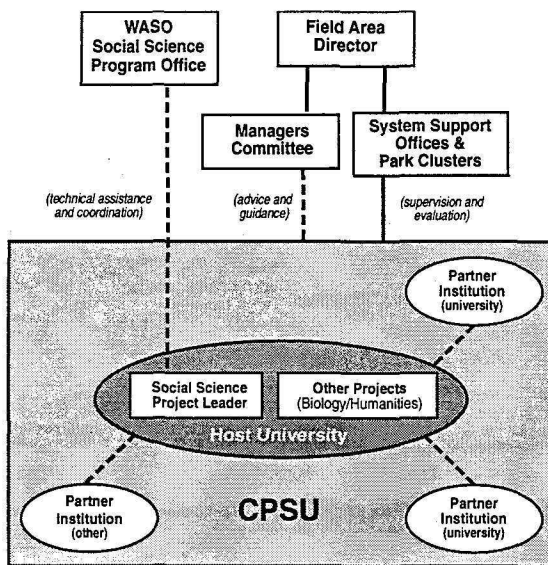 WASO
Social Science
Program Office
Field Area
Director
Managers
Committee
System Support
Offices &
Park Clusters
(technical assistance
and coordination)
(advice and
guidance)
(supervision and
evaluation)
Partner
Institution
(university)
Social Science
Project Leader
Other Projects
(Biology/Humanities)
Host University
Partner
Institution
(other)
CPSU
Partner
Institution
(university)